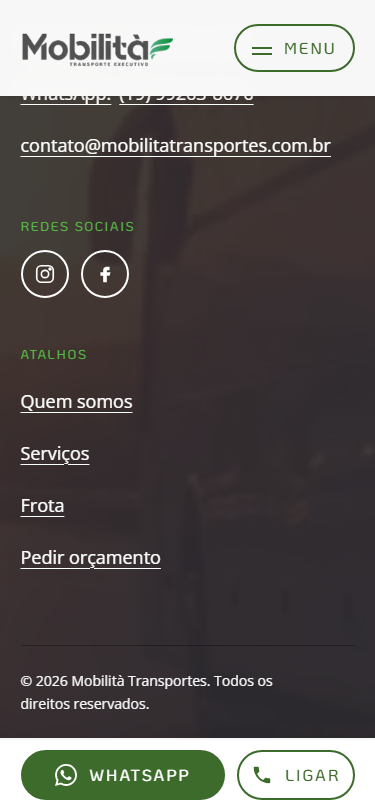 Mobilità
TRANSPORTE EXECUTIVO
MENU
contato@mobilitatransportes.com.br
REDES SOCIAIS
ATALHOS
Quem somos
Serviços
Frota
Pedir orçamento
© 2026 Mobilità Transportes. Todos os
direitos reservados.
WHATSAPP
LIGAR